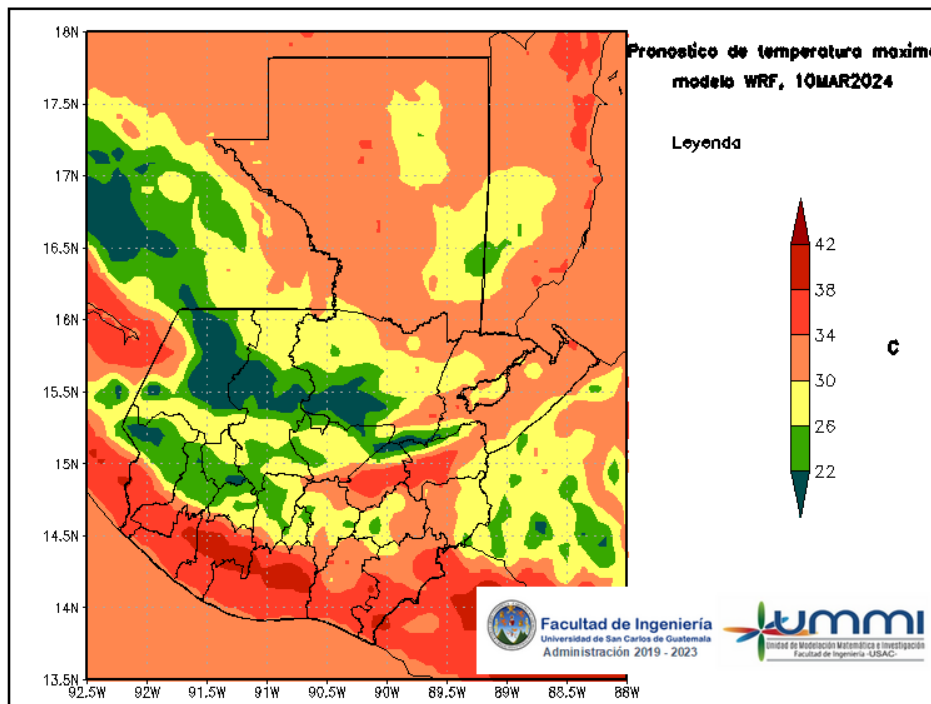 Pronostico de temperatura maxima
modelo WRF, 10MAR2024
Leyenda
42
38
34
30
26
22
C
18N
17.5N
17N
16.5N
16N
15.5N
15N
14.5N
14N
13.5N
92.5W 92W 91.5W 91W 90.5W 90W 89.5W 89W 88.5W 88W
Facultad de Ingeniería
Universidad de San Carlos de Guatemala
Administración 2019 - 2023
UMMI
Unidad de Modelación Matemática e Investigación
Facultad de Ingeniería -USAC-